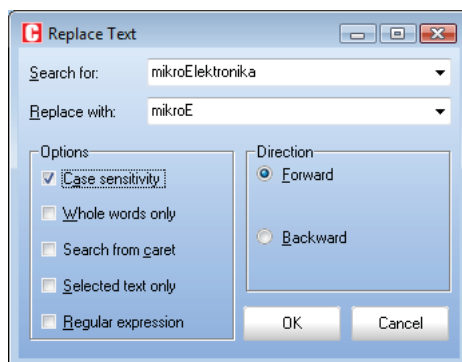 Replace Text
Search for: mikroElektronika
Replace with: mikroE
Options
Case sensitivity
Whole words only
Search from caret
Selected text only
Regular expression
Direction
Forward
Backward
OK Cancel